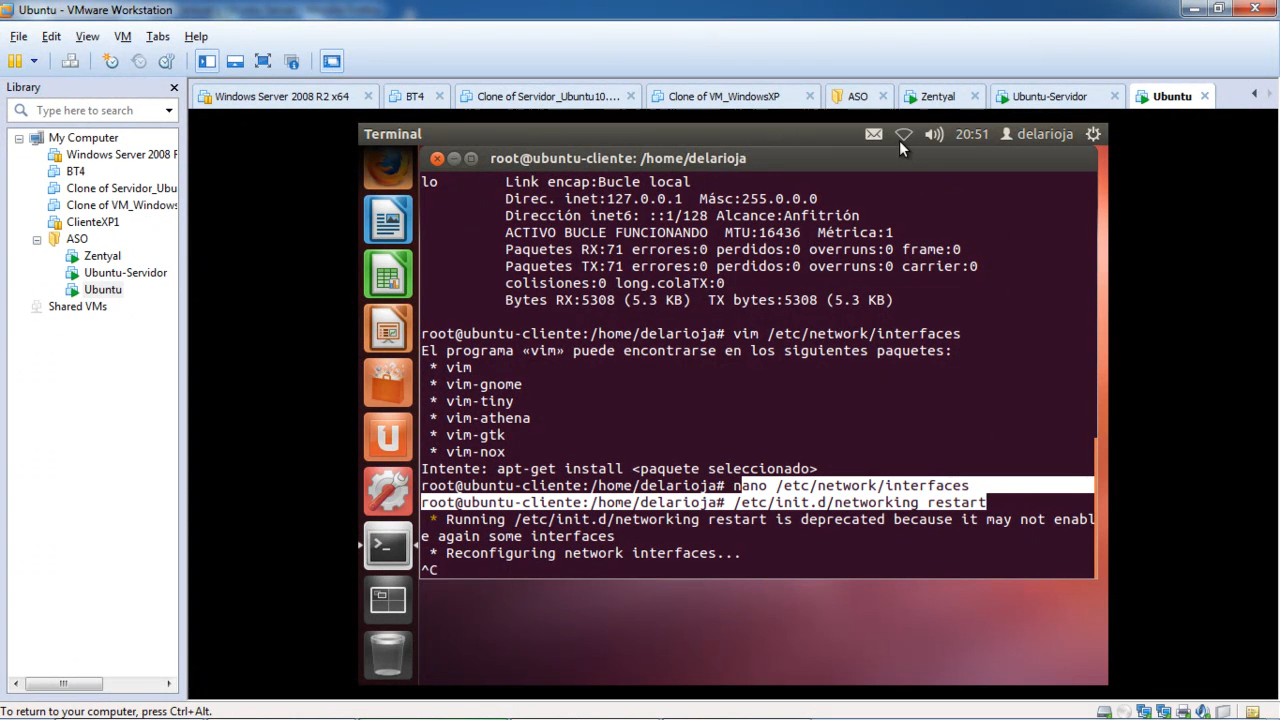 Ubuntu - VMware Workstation
File Edit View VM Tabs Help
Library
Type here to search
My Computer
Windows Server 2008 F
BT4
Clone of Servidor_Ubu
Clone of VM_Windows
ClienteXP1
ASO
Zentyal
Ubuntu-Servidor
Ubuntu
Shared VMs
Windows Server 2008 R2 x64 BT4 Clone of Servidor_Ubuntu10.... Clone of VM_WindowsXP ASO Zentyal Ubuntu-Servidor Ubuntu
Terminal 20:51 delarioja
root@ubuntu-cliente: /home/delarioja
lo Link encap:Bucle local
Direc. inet:127.0.0.1 Másc:255.0.0.0
Dirección inet6: ::1/128 Alcance:Anfitrión
ACTIVO BUCLE FUNCIONANDO MTU:16436 Métrica:1
Paquetes RX:71 errores:0 perdidos:0 overruns:0 frame:0
Paquetes TX:71 errores:0 perdidos:0 overruns:0 carrier:0
colisiones:0 long.colaTX:0
Bytes RX:5308 (5.3 KB) TX bytes:5308 (5.3 KB)
root@ubuntu-cliente:/home/delarioja# vim /etc/network/interfaces
El programa «vim» puede encontrarse en los siguientes paquetes:
* vim
* vim-gnome
* vim-tiny
* vim-athena
* vim-gtk
* vim-nox
Intente: apt-get install <paquete seleccionado>
root@ubuntu-cliente:/home/delarioja# nano /etc/network/interfaces
root@ubuntu-cliente:/home/delarioja# /etc/init.d/networking restart
* Running /etc/init.d/networking restart is deprecated because it may not enabl
e again some interfaces
* Reconfiguring network interfaces...
^C
To return to your computer, press Ctrl+Alt.